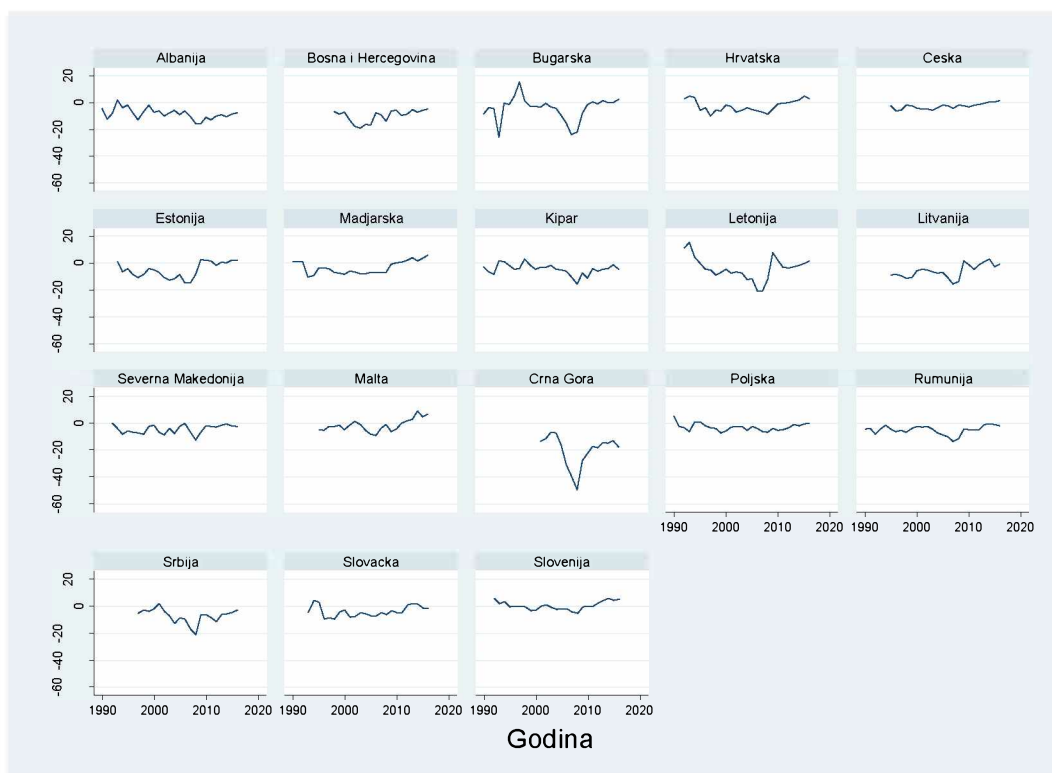 Albanija Bosna i Hercegovina Bugarska Hrvatska Ceska
20
0
-20
-40
-60
Estonija Madjarska Kipar Letonija Litvanija
20
0
-20
-40
-60
Severna Makedonija Malta Crna Gora Poljska Rumunija
20
0
-20
-40
-60
1990 2000 2010 2020 1990 2000 2010 2020
Srbija Slovacka Slovenija
20
0
-20
-40
-60
1990 2000 2010 2020 1990 2000 2010 2020 1990 2000 2010 2020
Godina